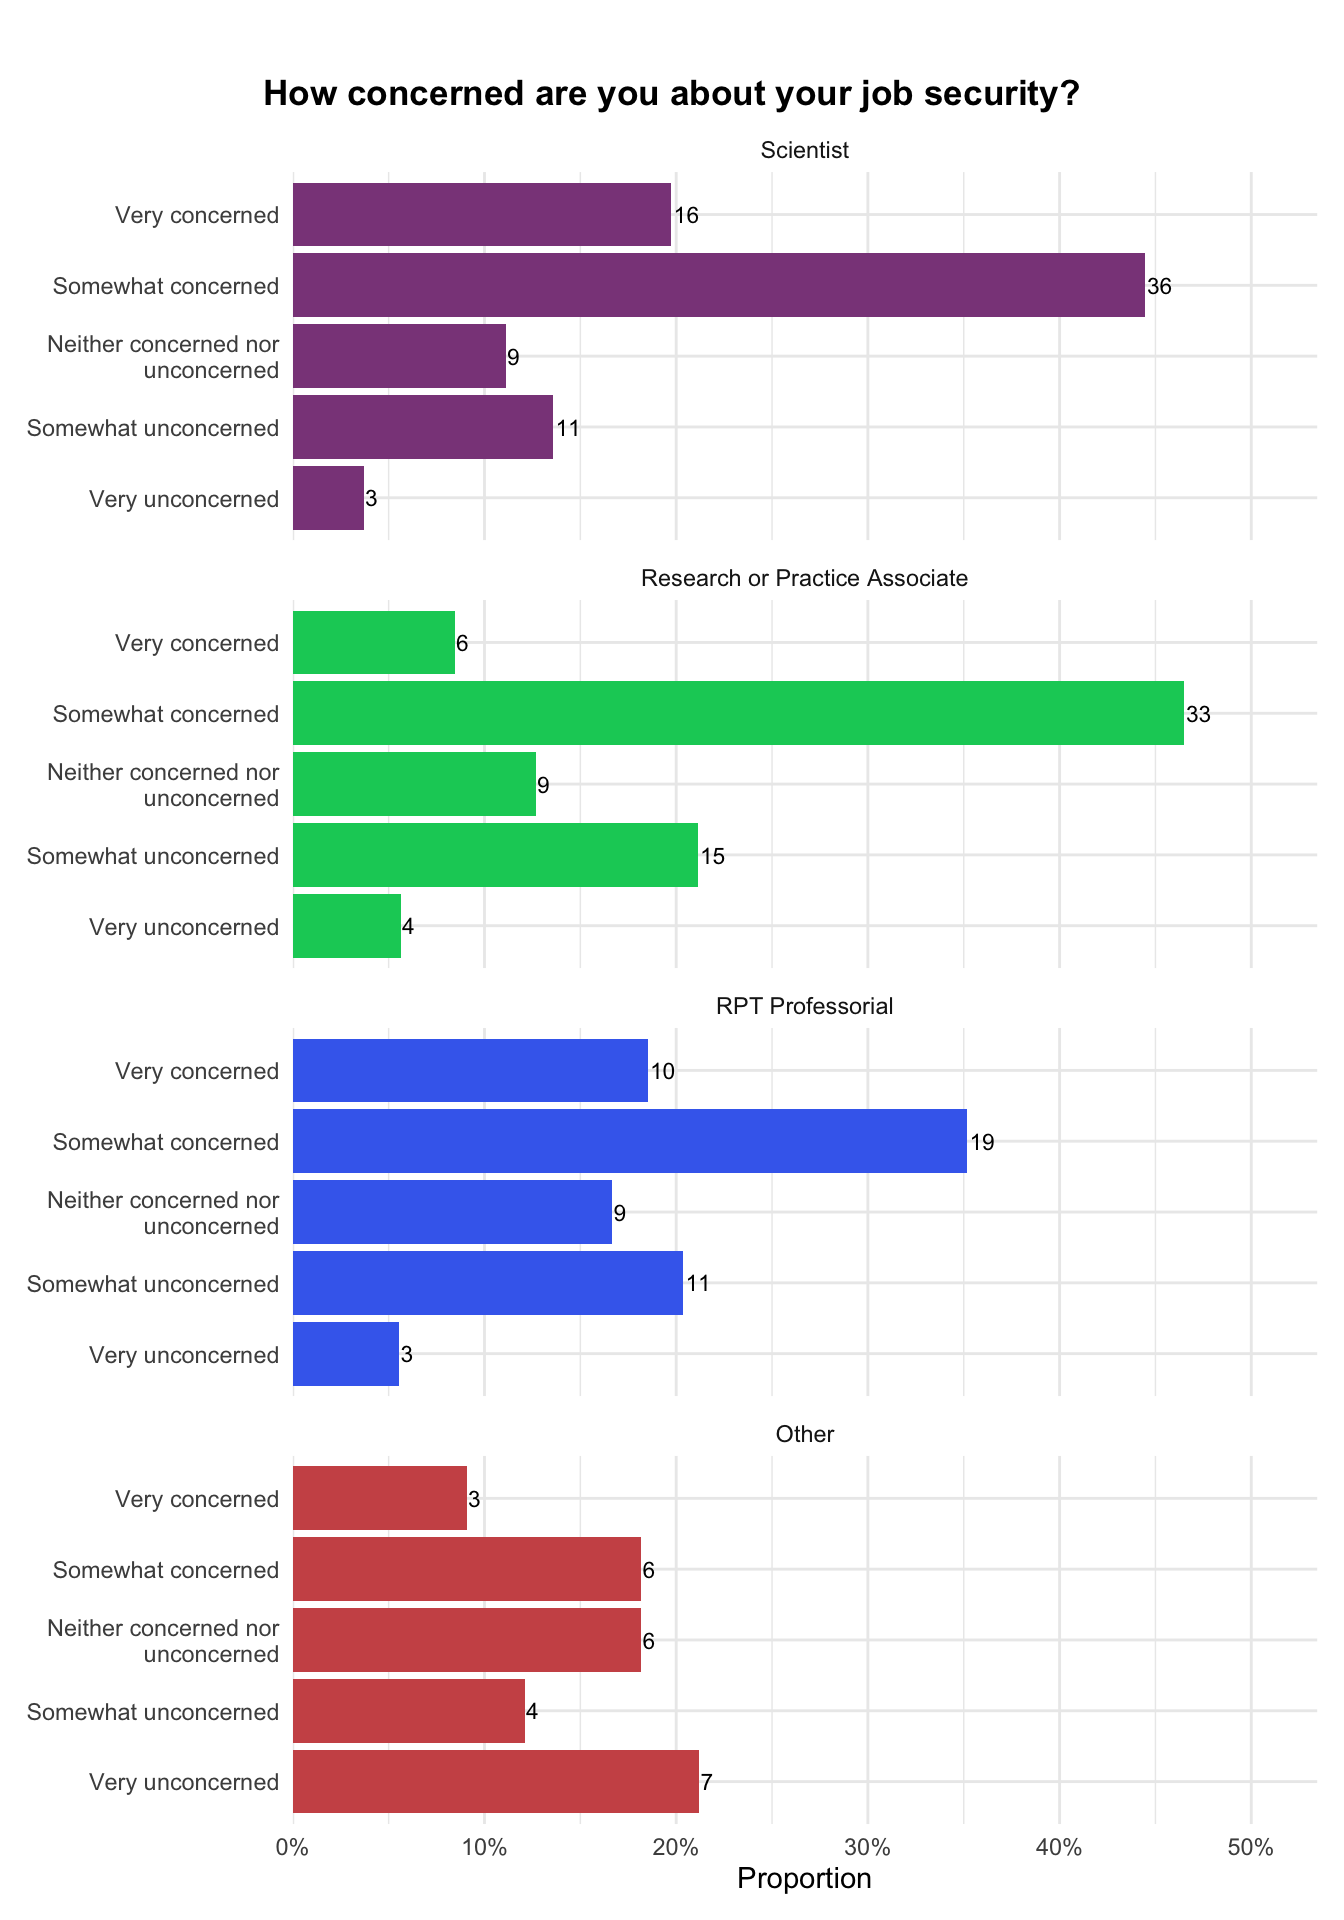 How concerned are you about your job security?
Scientist
Very concerned
16
Somewhat concerned
36
Neither concerned nor
unconcerned
9
Somewhat unconcerned
11
Very unconcerned
3
Research or Practice Associate
Very concerned
6
Somewhat concerned
33
Neither concerned nor
unconcerned
9
Somewhat unconcerned
15
Very unconcerned
4
RPT Professorial
Very concerned
10
Somewhat concerned
19
Neither concerned nor
unconcerned
9
Somewhat unconcerned
11
Very unconcerned
3
Other
Very concerned
3
Somewhat concerned
6
Neither concerned nor
unconcerned
6
Somewhat unconcerned
4
Very unconcerned
7
0% 10% 20% 30% 40% 50%
Proportion